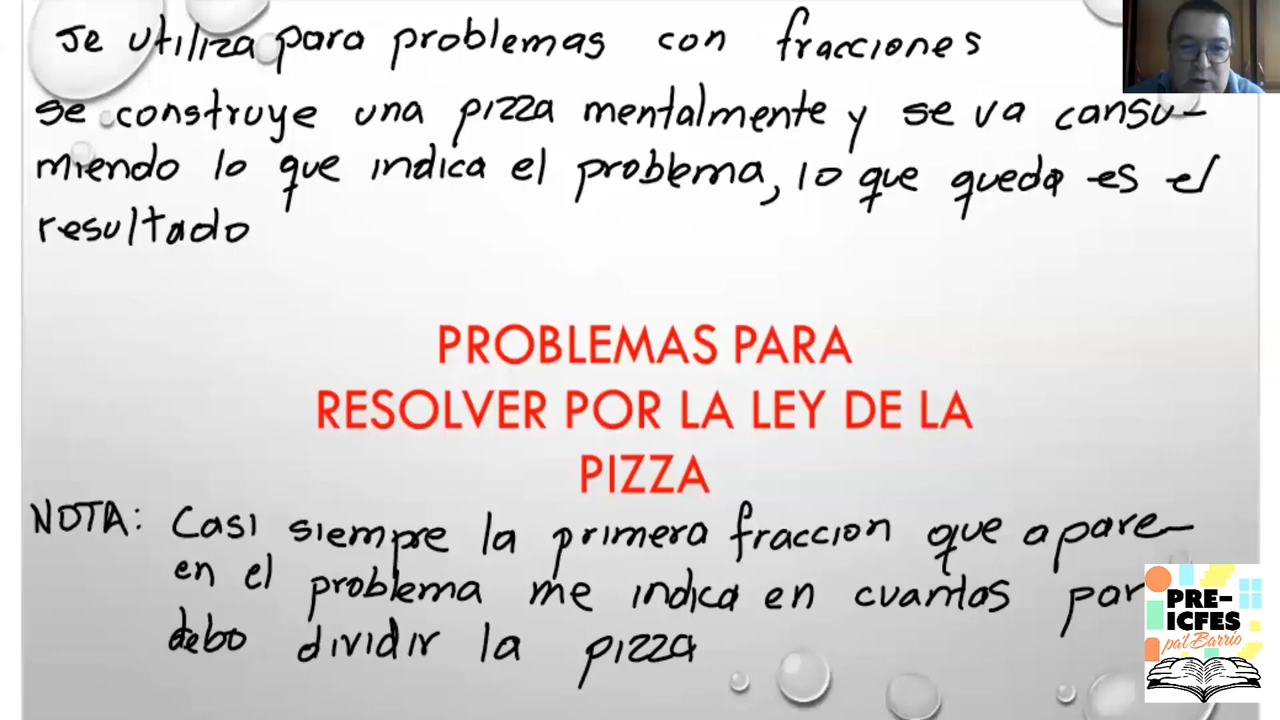 se utiliza para problemas con fracciones
se construye una pizza mentalmente y se va consu-
miendo lo que indica el problema, lo que queda es el
resultado
PROBLEMAS PARA
RESOLVER POR LA LEY DE LA
PIZZA
NOTA: Casi siempre la primera fraccion que apare-
en el problema me indica en cuantas par
debo dividir la pizza
PRE-
ICFES
pa'l Barrio